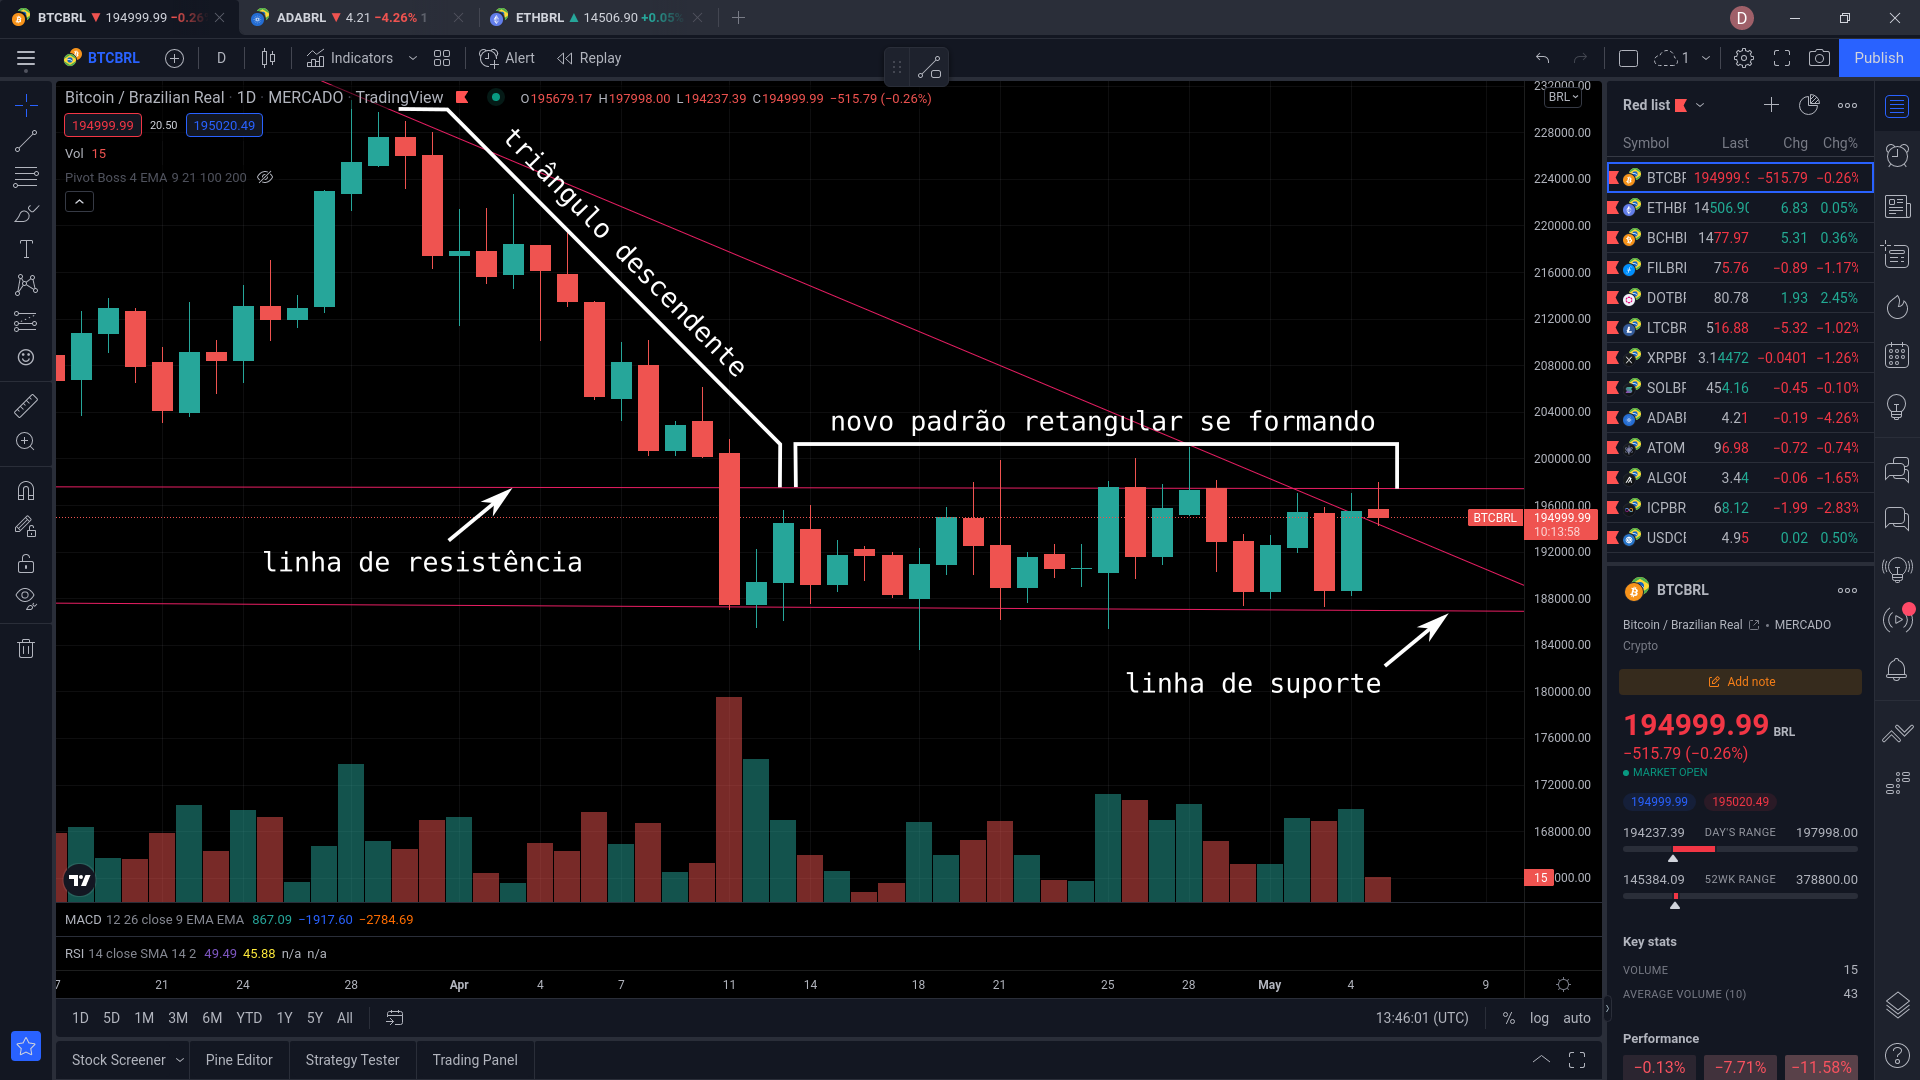 BTCBRL ▼ 194999.99 −0.26
ADABRL ▼ 4.21 −4.26% 1
ETHBRL ▲ 14506.90 +0.05%
D
BTCBRL
D
Indicators
Alert
Replay
1
Publish
Bitcoin / Brazilian Real · 1D · MERCADO · TradingView
O195679.17 H197998.00 L194237.39 C194999.99 −515.79 (−0.26%)
194999.99 20.50 195020.49
Vol 15
Pivot Boss 4 EMA 9 21 100 200
triângulo descendente
novo padrão retangular se formando
linha de resistência
linha de suporte
232000.00
BRL
228000.00
224000.00
220000.00
216000.00
212000.00
208000.00
204000.00
200000.00
196000.00
BTCBRL 194999.99
10:13:58
192000.00
188000.00
184000.00
180000.00
176000.00
172000.00
168000.00
15 000.00
MACD 12 26 close 9 EMA EMA 867.09 −1917.60 −2784.69
RSI 14 close SMA 14 2 49.49 45.88 n/a n/a
7 21 24 28 Apr 4 7 11 14 18 21 25 28 May 4 9
1D 5D 1M 3M 6M YTD 1Y 5Y All
13:46:01 (UTC) % log auto
Stock Screener Pine Editor Strategy Tester Trading Panel
Red list
Symbol Last Chg Chg%
BTCBF 194999.9 −515.79 −0.26%
ETHBF 14506.90 6.83 0.05%
BCHBI 1477.97 5.31 0.36%
FILBRI 75.76 −0.89 −1.17%
DOTBF 80.78 1.93 2.45%
LTCBR 516.88 −5.32 −1.02%
XRPBF 3.14472 −0.0401 −1.26%
SOLBF 454.16 −0.45 −0.10%
ADABF 4.21 −0.19 −4.26%
ATOM 96.98 −0.72 −0.74%
ALGOE 3.44 −0.06 −1.65%
ICPBR 68.12 −1.99 −2.83%
USDCE 4.95 0.02 0.50%
BTCBRL
Bitcoin / Brazilian Real • MERCADO
Crypto
Add note
194999.99 BRL
−515.79 (−0.26%)
MARKET OPEN
194999.99 195020.49
194237.39 DAY'S RANGE 197998.00
145384.09 52WK RANGE 378800.00
Key stats
VOLUME 15
AVERAGE VOLUME (10) 43
Performance
−0.13% −7.71% −11.58%